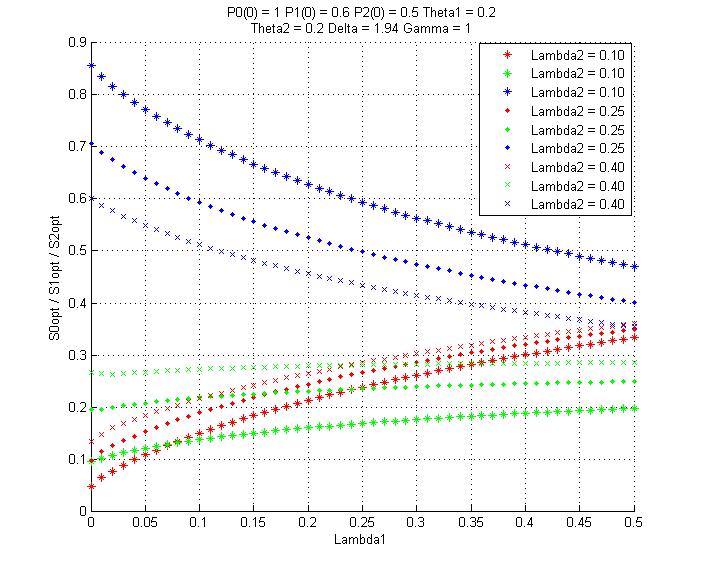 P0(0) = 1 P1(0) = 0.6 P2(0) = 0.5 Theta1 = 0.2
Theta2 = 0.2 Delta = 1.94 Gamma = 1
Lambda2 = 0.10
Lambda2 = 0.10
Lambda2 = 0.10
Lambda2 = 0.25
Lambda2 = 0.25
Lambda2 = 0.25
Lambda2 = 0.40
Lambda2 = 0.40
Lambda2 = 0.40
S0opt / S1opt / S2opt
0.9
0.8
0.7
0.6
0.5
0.4
0.3
0.2
0.1
0
0 0.05 0.1 0.15 0.2 0.25 0.3 0.35 0.4 0.45 0.5
Lambda1